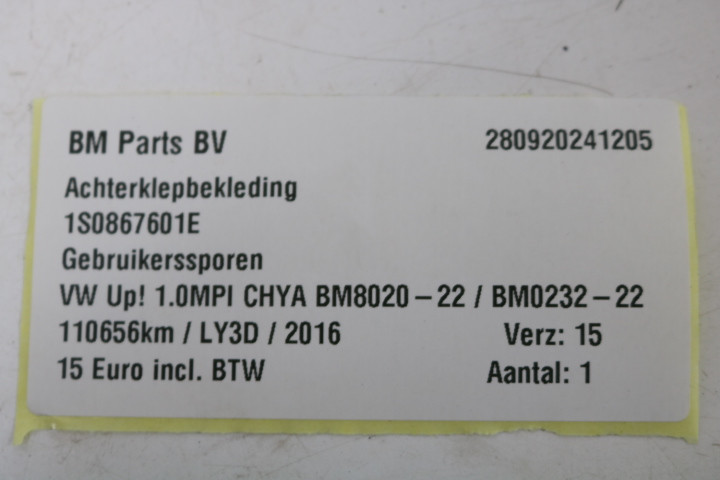 BM Parts BV 280920241205
Achterklepbekleding
1S0867601E
Gebruikerssporen
VW Up! 1.0MPI CHYA BM8020-22 / BM0232-22
110656km / LY3D / 2016 Verz: 15
15 Euro incl. BTW Aantal: 1